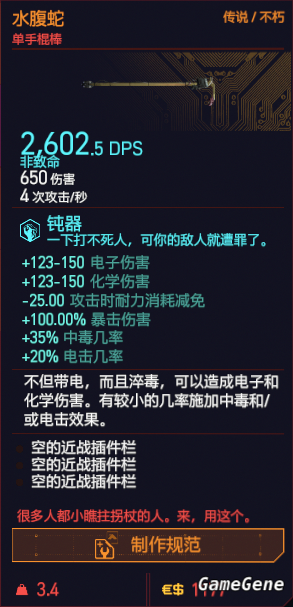 水腹蛇
传说 / 不朽
单手棍棒
2,602.5 DPS
非致命
650 伤害
4 次攻击/秒
钝器
一下打不死人，可你的敌人就遭罪了。
+123-150 电子伤害
+123-150 化学伤害
-25.00 攻击时耐力消耗减免
+100.00% 暴击伤害
+35% 中毒几率
+20% 电击几率
不但带电，而且淬毒，可以造成电子和
化学伤害。有较小的几率施加中毒和/
或电击效果。
空的近战插件栏
空的近战插件栏
空的近战插件栏
很多人都小瞧拄拐杖的人。来，用这个。
制作规范
3.4
€$
GameGene